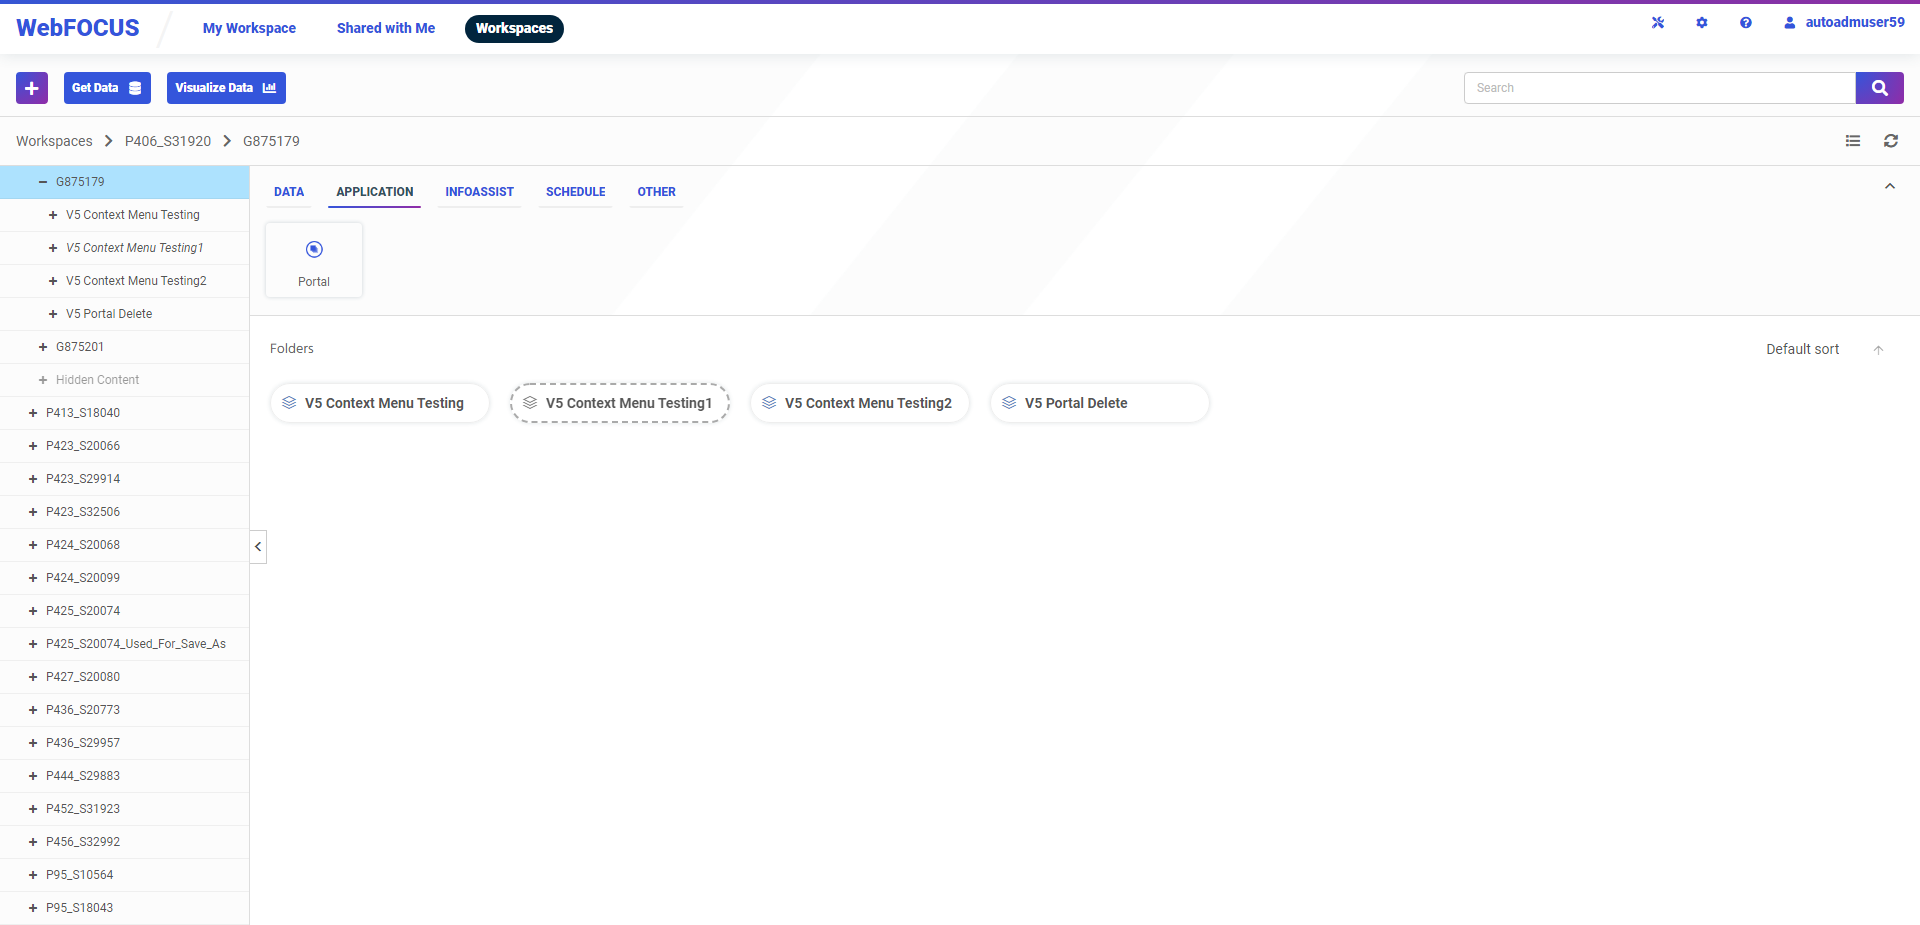 WebFOCUS
My Workspace
Shared with Me
Workspaces
autoadmuser59
Get Data
Visualize Data
Search
Workspaces
P406_S31920
G875179
G875179
V5 Context Menu Testing
V5 Context Menu Testing1
V5 Context Menu Testing2
V5 Portal Delete
G875201
Hidden Content
P413_S18040
P423_S20066
P423_S29914
P423_S32506
P424_S20068
P424_S20099
P425_S20074
P425_S20074_Used_For_Save_As
P427_S20080
P436_S20773
P436_S29957
P444_S29883
P452_S31923
P456_S32992
P95_S10564
P95_S18043
DATA
APPLICATION
INFOASSIST
SCHEDULE
OTHER
Portal
Folders
Default sort
V5 Context Menu Testing
V5 Context Menu Testing1
V5 Context Menu Testing2
V5 Portal Delete